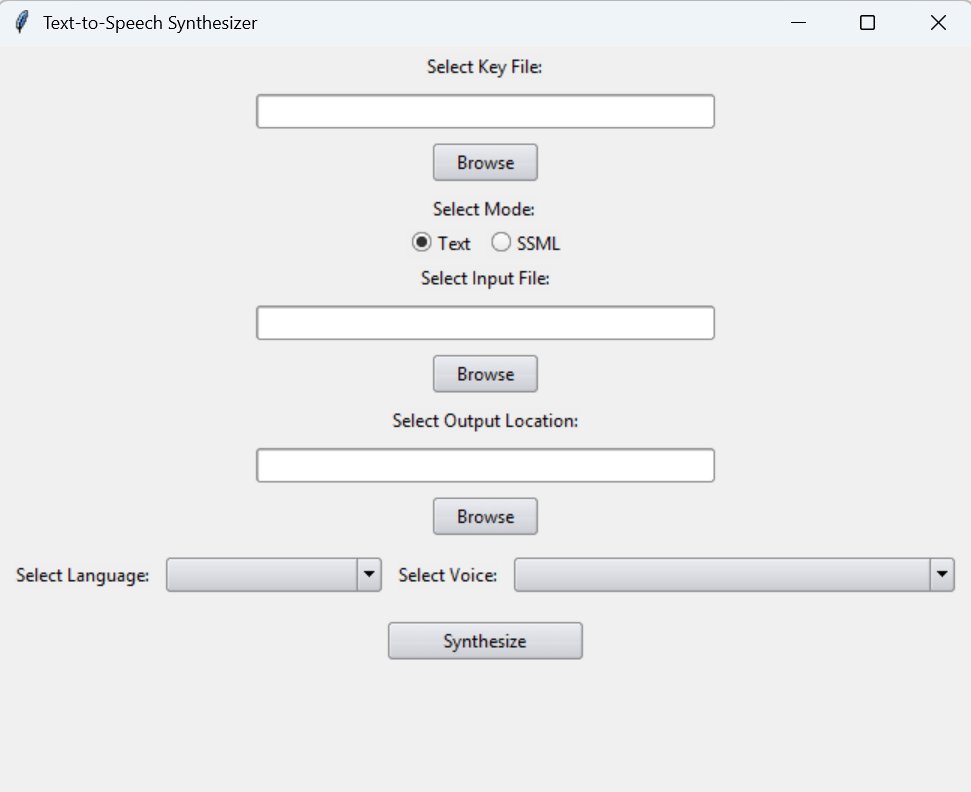 Text-to-Speech Synthesizer
Select Key File:
Browse
Select Mode:
Text SSML
Select Input File:
Browse
Select Output Location:
Browse
Select Language: Select Voice:
Synthesize